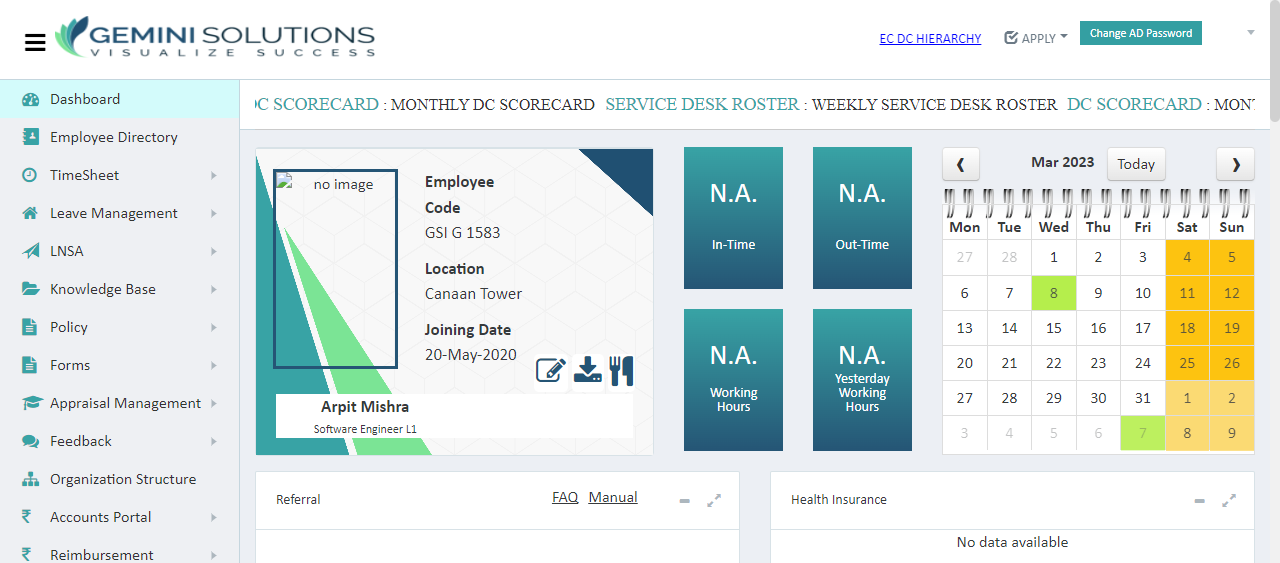 GEMINI SOLUTIONS
VISUALIZE SUCCESS
EC DC HIERARCHY
APPLY
Change AD Password
Dashboard
Employee Directory
TimeSheet
Leave Management
LNSA
Knowledge Base
Policy
Forms
Appraisal Management
Feedback
Organization Structure
Accounts Portal
Reimbursement
DC SCORECARD : MONTHLY DC SCORECARD SERVICE DESK ROSTER : WEEKLY SERVICE DESK ROSTER DC SCORECARD : MONT
no image
Employee
Code
GSI G 1583
Location
Canaan Tower
Joining Date
20-May-2020
Arpit Mishra
Software Engineer L1
N.A.
In-Time
N.A.
Out-Time
N.A.
Working
Hours
N.A.
Yesterday
Working
Hours
Mar 2023
Today
Mon Tue Wed Thu Fri Sat Sun
27 28 1 2 3 4 5
6 7 8 9 10 11 12
13 14 15 16 17 18 19
20 21 22 23 24 25 26
27 28 29 30 31 1 2
3 4 5 6 7 8 9
Referral
FAQ Manual
Health Insurance
No data available